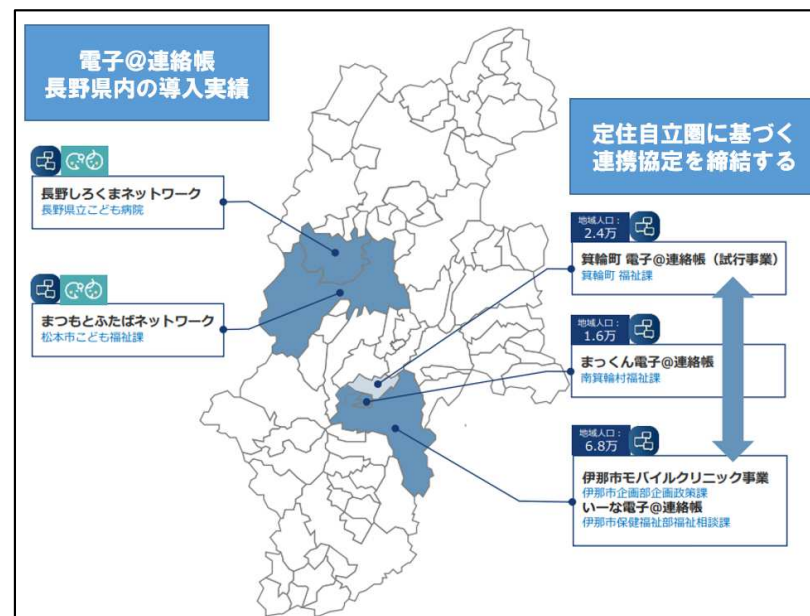 電子@連絡帳
長野県内の導入実績
長野しろくまネットワーク
長野県立こども病院
まつもとふたばネットワーク
松本市こども福祉課
定住自立圏に基づく
連携協定を締結する
地域人口：
2.4万
箕輪町 電子@連絡帳（試行事業）
箕輪町 福祉課
地域人口：
1.6万
まっくん電子@連絡帳
南箕輪村福祉課
地域人口：
6.8万
伊那市モバイルクリニック事業
伊那市企画部企画政策課
いーな電子@連絡帳
伊那市保健福祉部福祉相談課